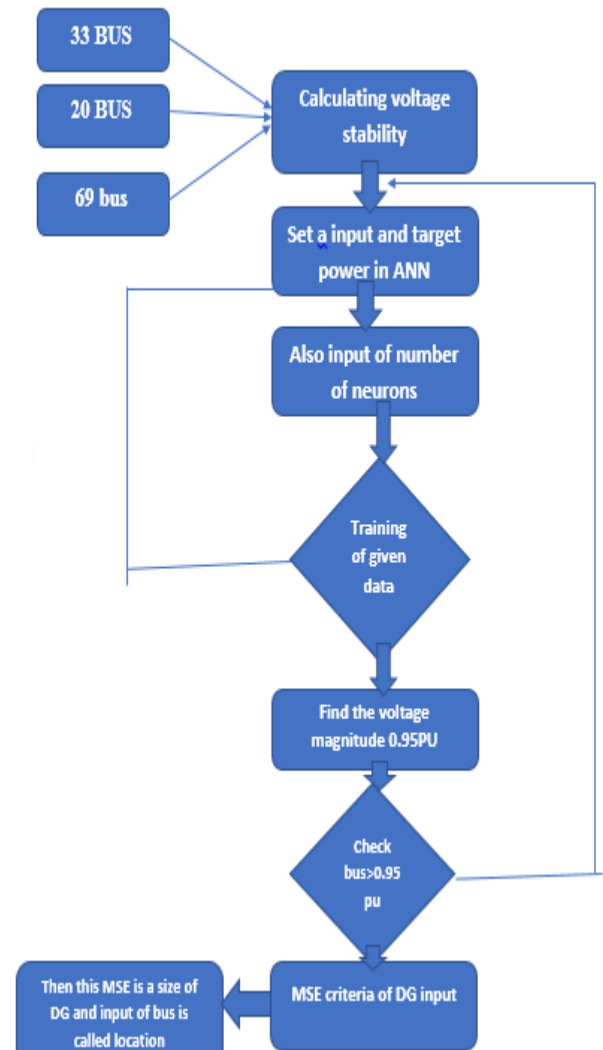 33 BUS
20 BUS
69 bus
Calculating voltage
stability
Set a input and target
power in ANN
Also input of number
of neurons
Training
of given
data
Find the voltage
magnitude 0.95PU
Check
bus>0.95
pu
MSE criteria of DG input
Then this MSE is a size of
DG and input of bus is
called location